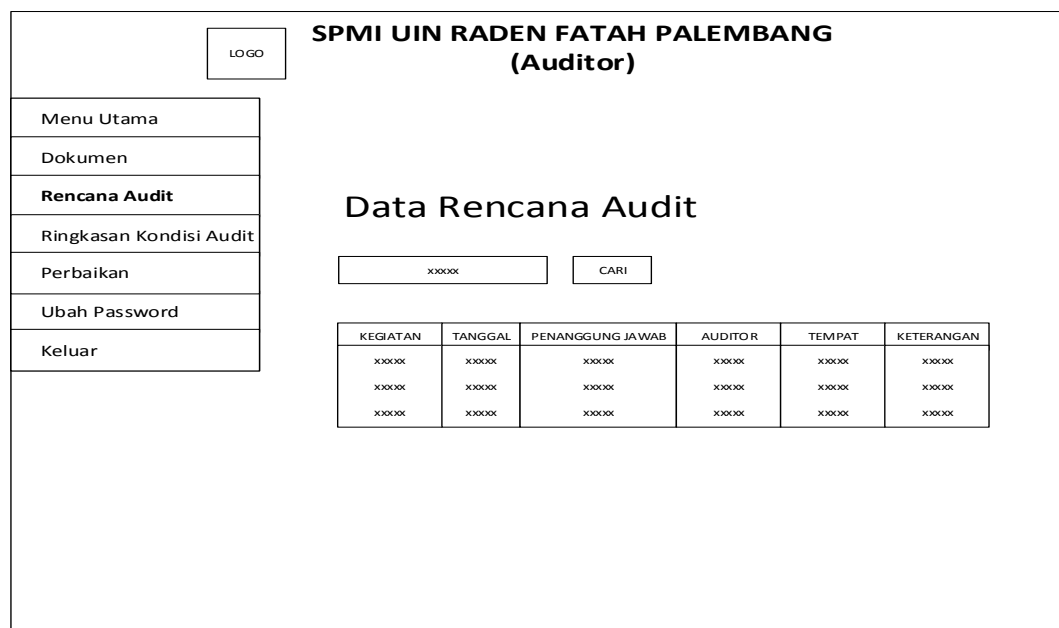 LOGO
SPMI UIN RADEN FATAH PALEMBANG
(Auditor)
Menu Utama
Dokumen
Rencana Audit
Ringkasan Kondisi Audit
Perbaikan
Ubah Password
Keluar
Data Rencana Audit
xxxxx CARI
KEGIATAN TANGGAL PENANGGUNG JAWAB AUDITOR TEMPAT KETERANGAN
xxxxx xxxxx xxxxx xxxxx xxxxx xxxxx
xxxxx xxxxx xxxxx xxxxx xxxxx xxxxx
xxxxx xxxxx xxxxx xxxxx xxxxx xxxxx